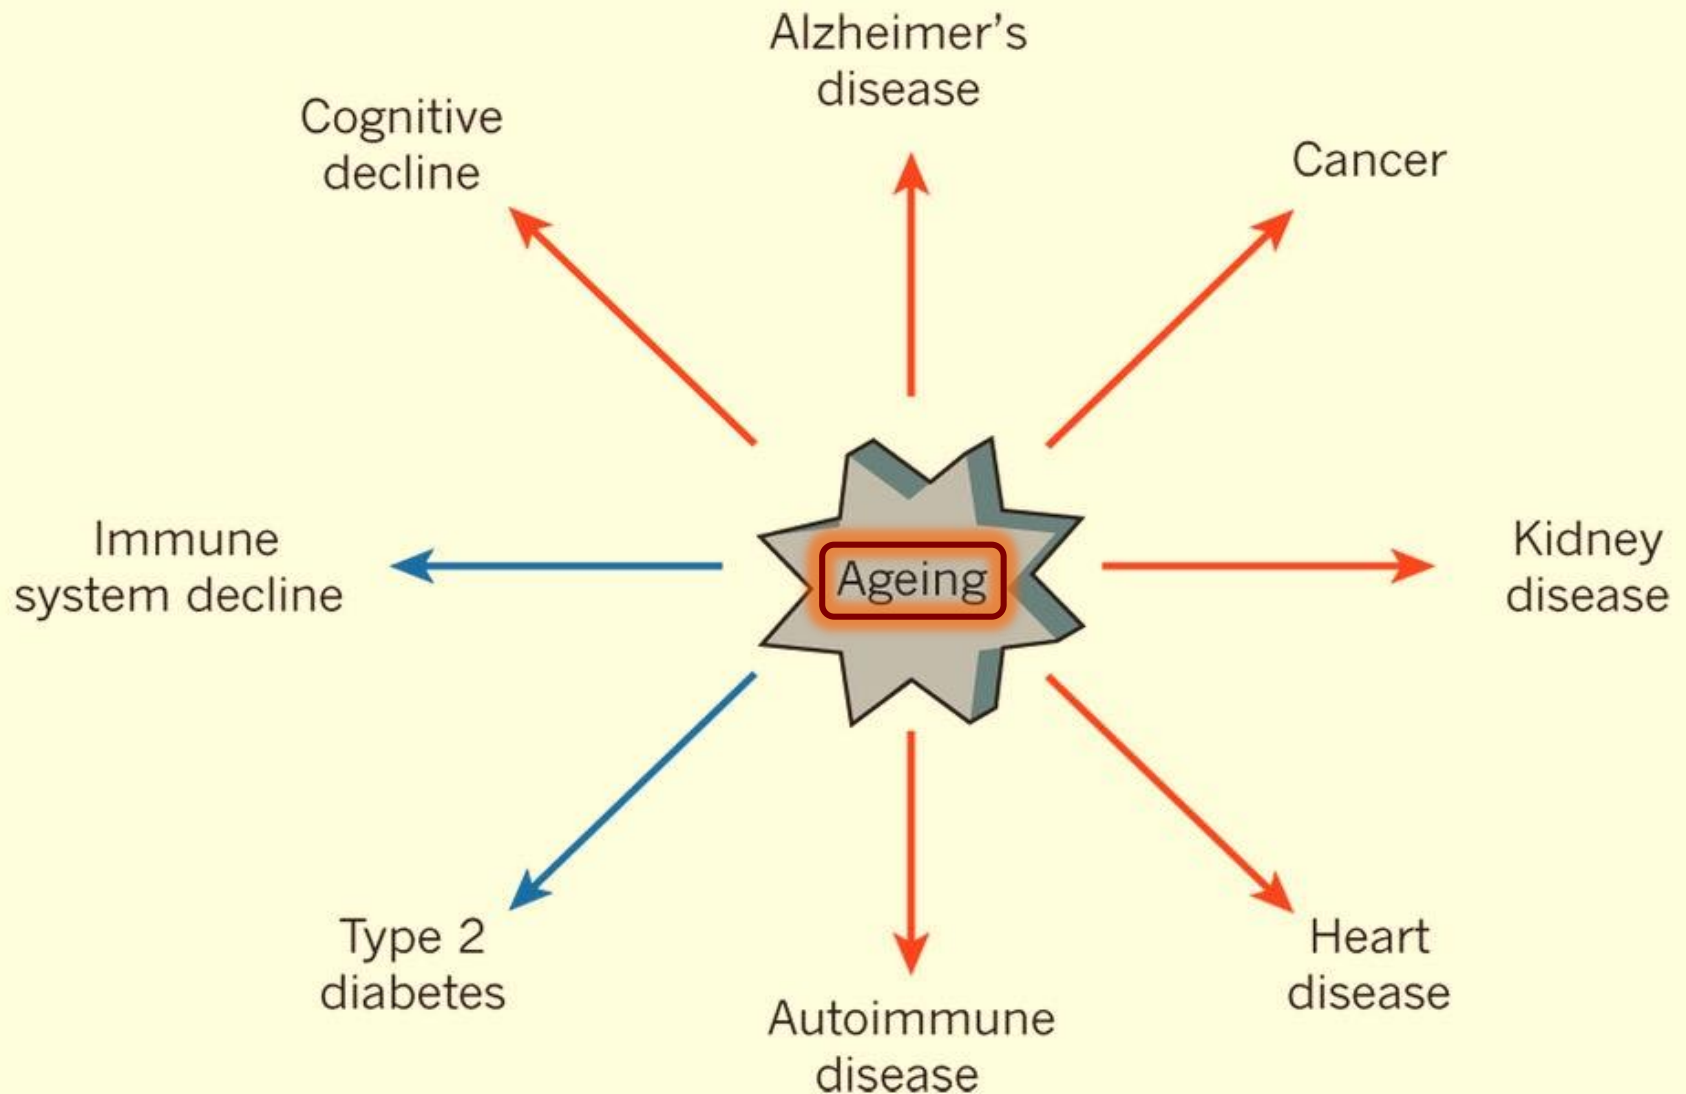 Alzheimer's
disease
Cognitive
decline
Cancer
Immune
system decline
Ageing
Kidney
disease
Type 2
diabetes
Heart
disease
Autoimmune
disease